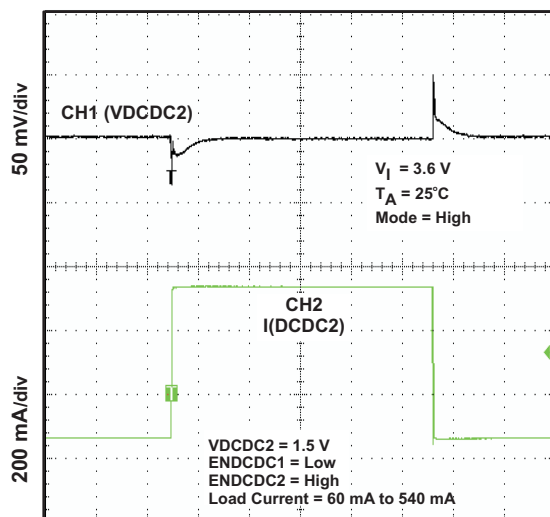 50 mV/div
CH1 (VDCDC2)
T
VI = 3.6 V
TA = 25°C
Mode = High
CH2
I(DCDC2)
T
200 mA/div
VDCDC2 = 1.5 V
ENDCDC1 = Low
ENDCDC2 = High
Load Current = 60 mA to 540 mA